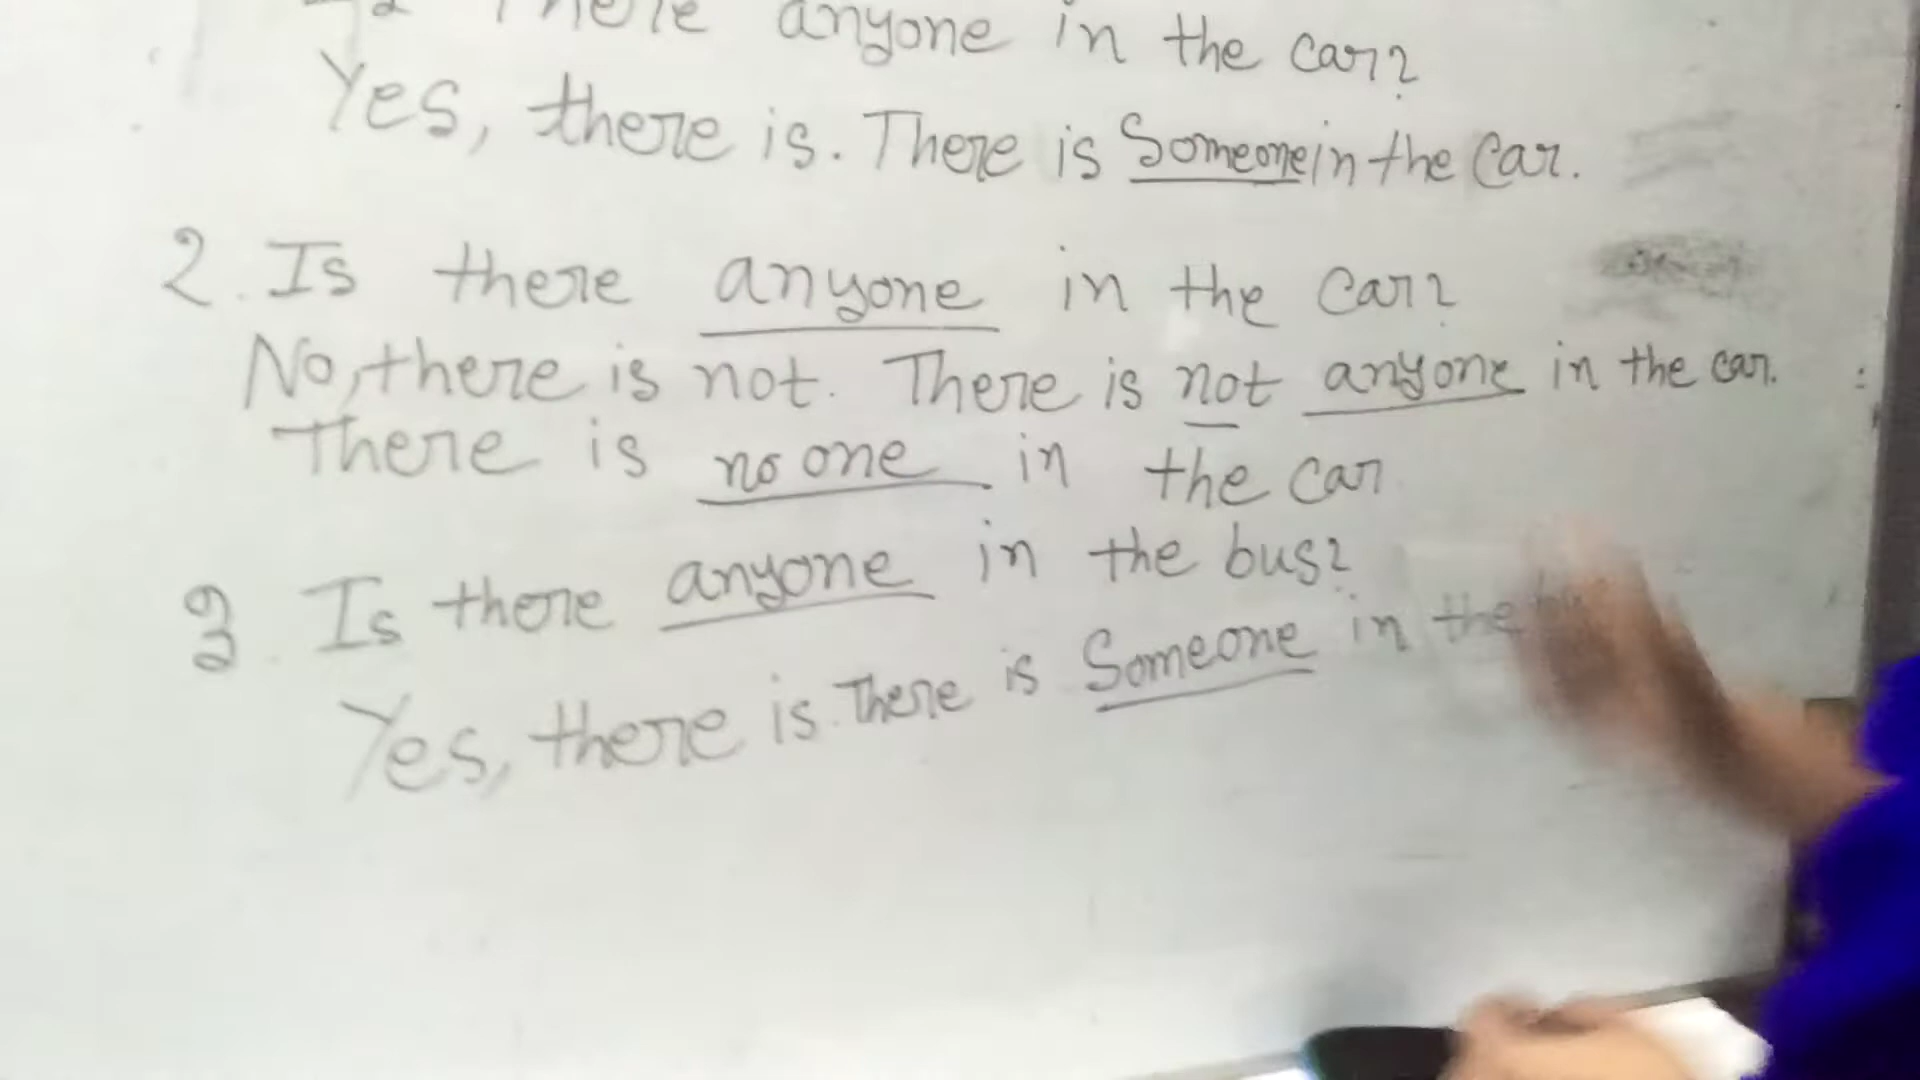 There anyone in the car?
Yes, there is. There is Someone in the Car.
2. Is there anyone in the car?
No, there is not. There is not anyone in the car.
There is no one in the car
3. Is there anyone in the bus?
Yes, there is. There is Someone in the